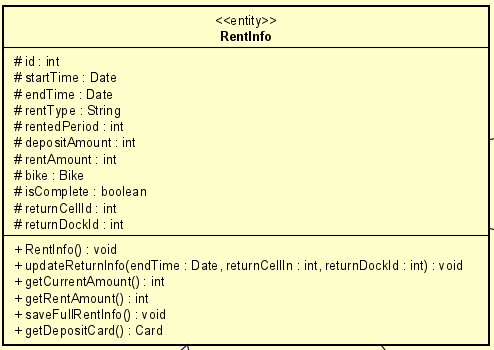 <<entity>>
RentInfo
# id : int
# startTime : Date
# endTime : Date
# rentType : String
# rentedPeriod : int
# depositAmount : int
# rentAmount : int
# bike : Bike
# isComplete : boolean
# returnCellId : int
# returnDockId : int
+ RentInfo() : void
+ updateReturnInfo(endTime : Date, returnCellIn : int, returnDockId : int) : void
+ getCurrentAmount() : int
+ getRentAmount() : int
+ saveFullRentInfo() : void
+ getDepositCard() : Card